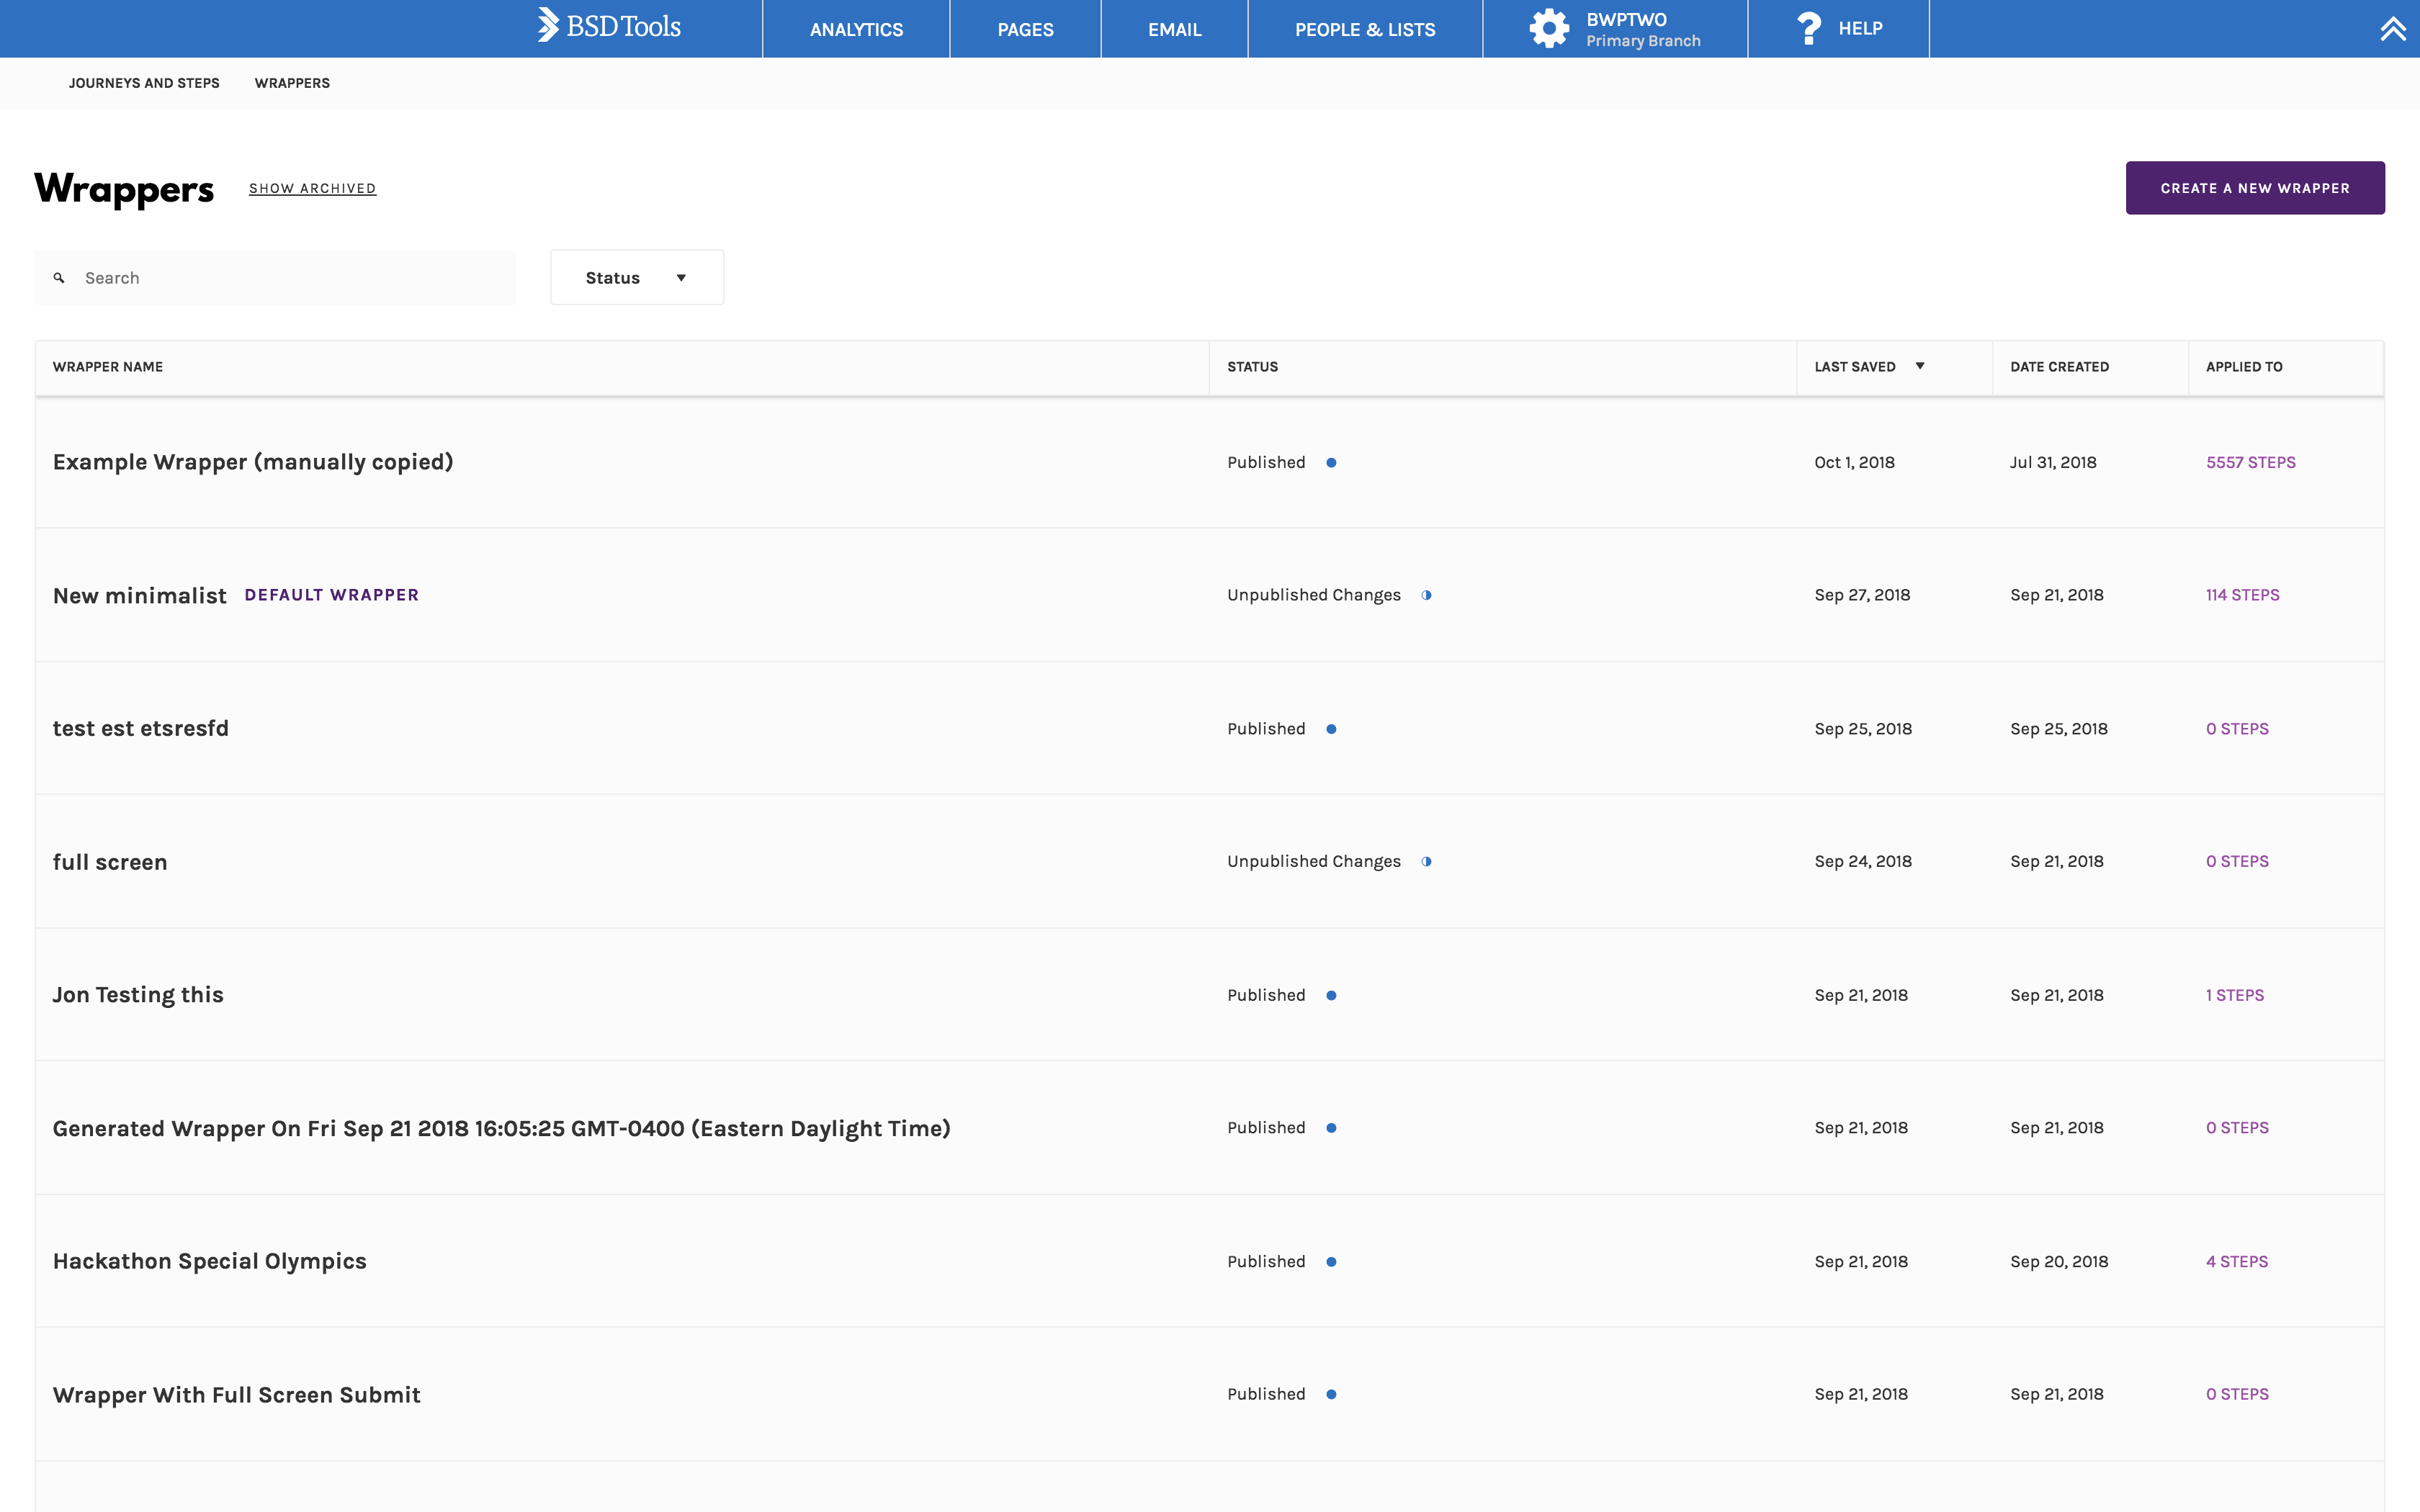 BSD Tools ANALYTICS PAGES EMAIL PEOPLE & LISTS BWPTWO HELP
Primary Branch
JOURNEYS AND STEPS WRAPPERS
Wrappers SHOW ARCHIVED CREATE A NEW WRAPPER
Search Status
WRAPPER NAME STATUS LAST SAVED DATE CREATED APPLIED TO
Example Wrapper (manually copied) Published Oct 1, 2018 Jul 31, 2018 5557 STEPS
New minimalist DEFAULT WRAPPER Unpublished Changes Sep 27, 2018 Sep 21, 2018 114 STEPS
test est etsresfd Published Sep 25, 2018 Sep 25, 2018 0 STEPS
full screen Unpublished Changes Sep 24, 2018 Sep 21, 2018 0 STEPS
Jon Testing this Published Sep 21, 2018 Sep 21, 2018 1 STEPS
Generated Wrapper On Fri Sep 21 2018 16:05:25 GMT-0400 (Eastern Daylight Time) Published Sep 21, 2018 Sep 21, 2018 0 STEPS
Hackathon Special Olympics Published Sep 21, 2018 Sep 20, 2018 4 STEPS
Wrapper With Full Screen Submit Published Sep 21, 2018 Sep 21, 2018 0 STEPS